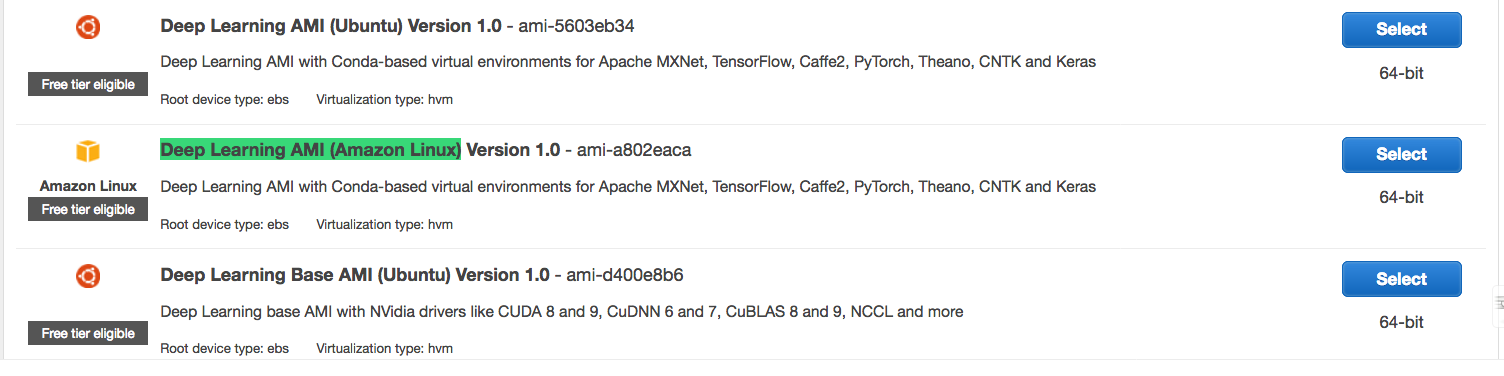 Deep Learning AMI (Ubuntu) Version 1.0 - ami-5603eb34
Select
Deep Learning AMI with Conda-based virtual environments for Apache MXNet, TensorFlow, Caffe2, PyTorch, Theano, CNTK and Keras
64-bit
Free tier eligible
Root device type: ebs Virtualization type: hvm
Deep Learning AMI (Amazon Linux) Version 1.0 - ami-a802eaca
Select
Amazon Linux
Deep Learning AMI with Conda-based virtual environments for Apache MXNet, TensorFlow, Caffe2, PyTorch, Theano, CNTK and Keras
64-bit
Free tier eligible
Root device type: ebs Virtualization type: hvm
Deep Learning Base AMI (Ubuntu) Version 1.0 - ami-d400e8b6
Select
Deep Learning base AMI with NVidia drivers like CUDA 8 and 9, CuDNN 6 and 7, CuBLAS 8 and 9, NCCL and more
64-bit
Free tier eligible
Root device type: ebs Virtualization type: hvm